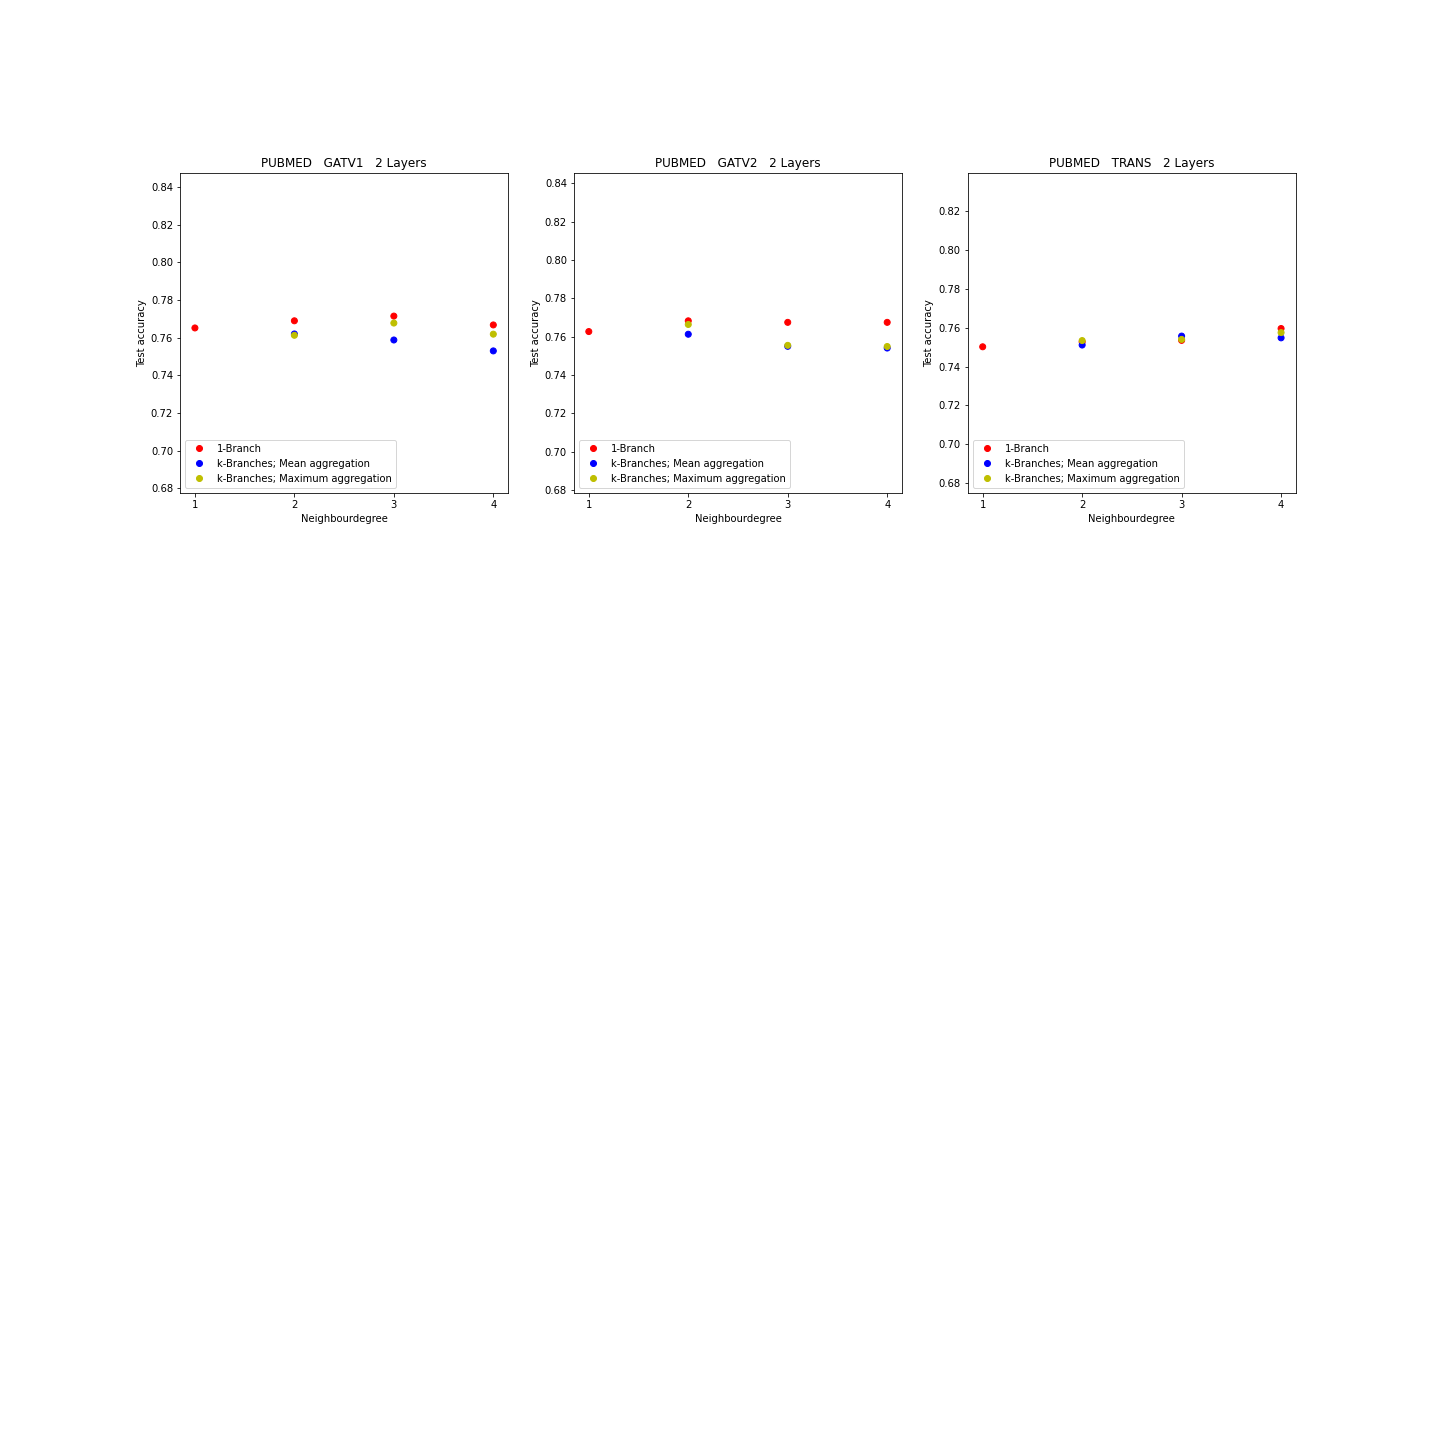 PUBMED   GATV1   2 Layers
0.84
0.82
0.80
0.78
0.76
0.74
0.72
0.70
0.68
Test accuracy
1-Branch
k-Branches; Mean aggregation
k-Branches; Maximum aggregation
1 2 3 4
Neighbourdegree
PUBMED   GATV2   2 Layers
0.84
0.82
0.80
0.78
0.76
0.74
0.72
0.70
0.68
Test accuracy
1-Branch
k-Branches; Mean aggregation
k-Branches; Maximum aggregation
1 2 3 4
Neighbourdegree
PUBMED   TRANS   2 Layers
0.82
0.80
0.78
0.76
0.74
0.72
0.70
0.68
Test accuracy
1-Branch
k-Branches; Mean aggregation
k-Branches; Maximum aggregation
1 2 3 4
Neighbourdegree